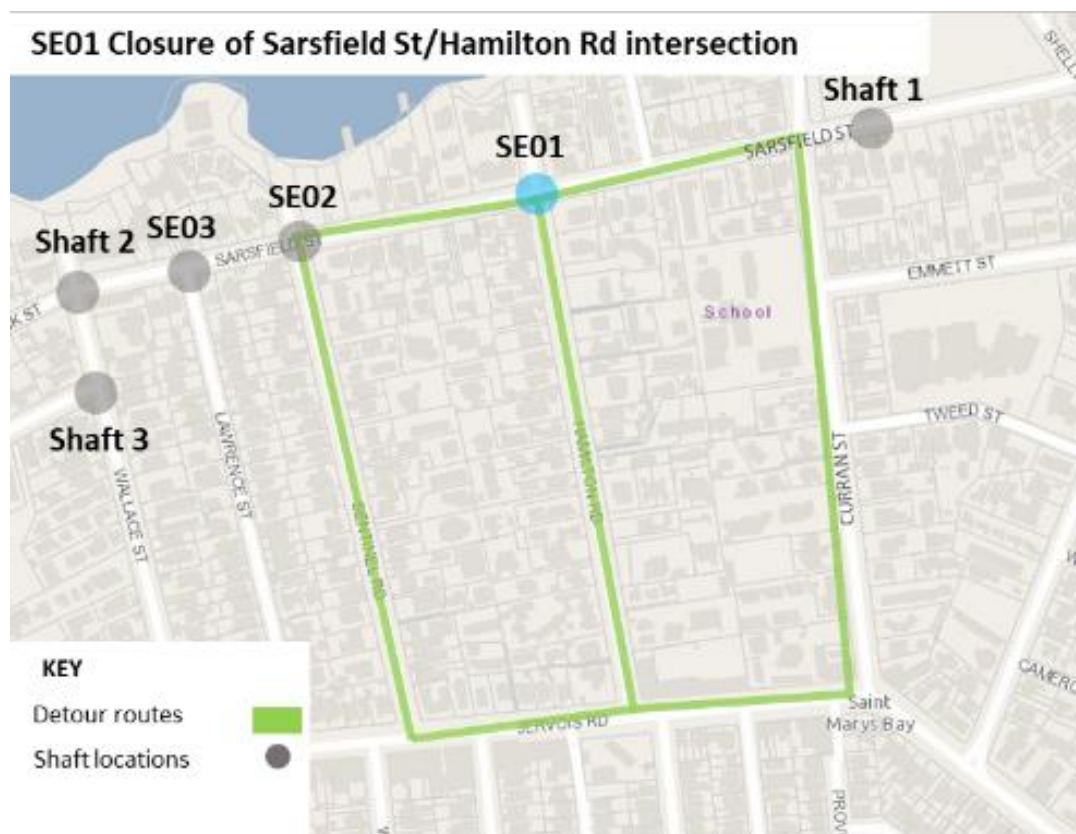 SE01 Closure of Sarsfield St/Hamilton Rd intersection
Shaft 1
SARSFIELD ST
SE01
SE02
SE03
Shaft 2
SARSFIELD ST
EMMETT ST
School
Shaft 3
TWEED ST
LAWRENCE ST
HAMILTON RD
CURRAN ST
WALLACE ST
SENTINEL RD
KEY
Detour routes
Shaft locations
JERVOIS RD
Saint
Marys Bay